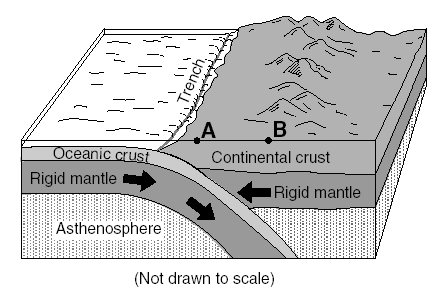 Trench
A
B
Oceanic crust
Continental crust
Rigid mantle
Rigid mantle
Asthenosphere
(Not drawn to scale)